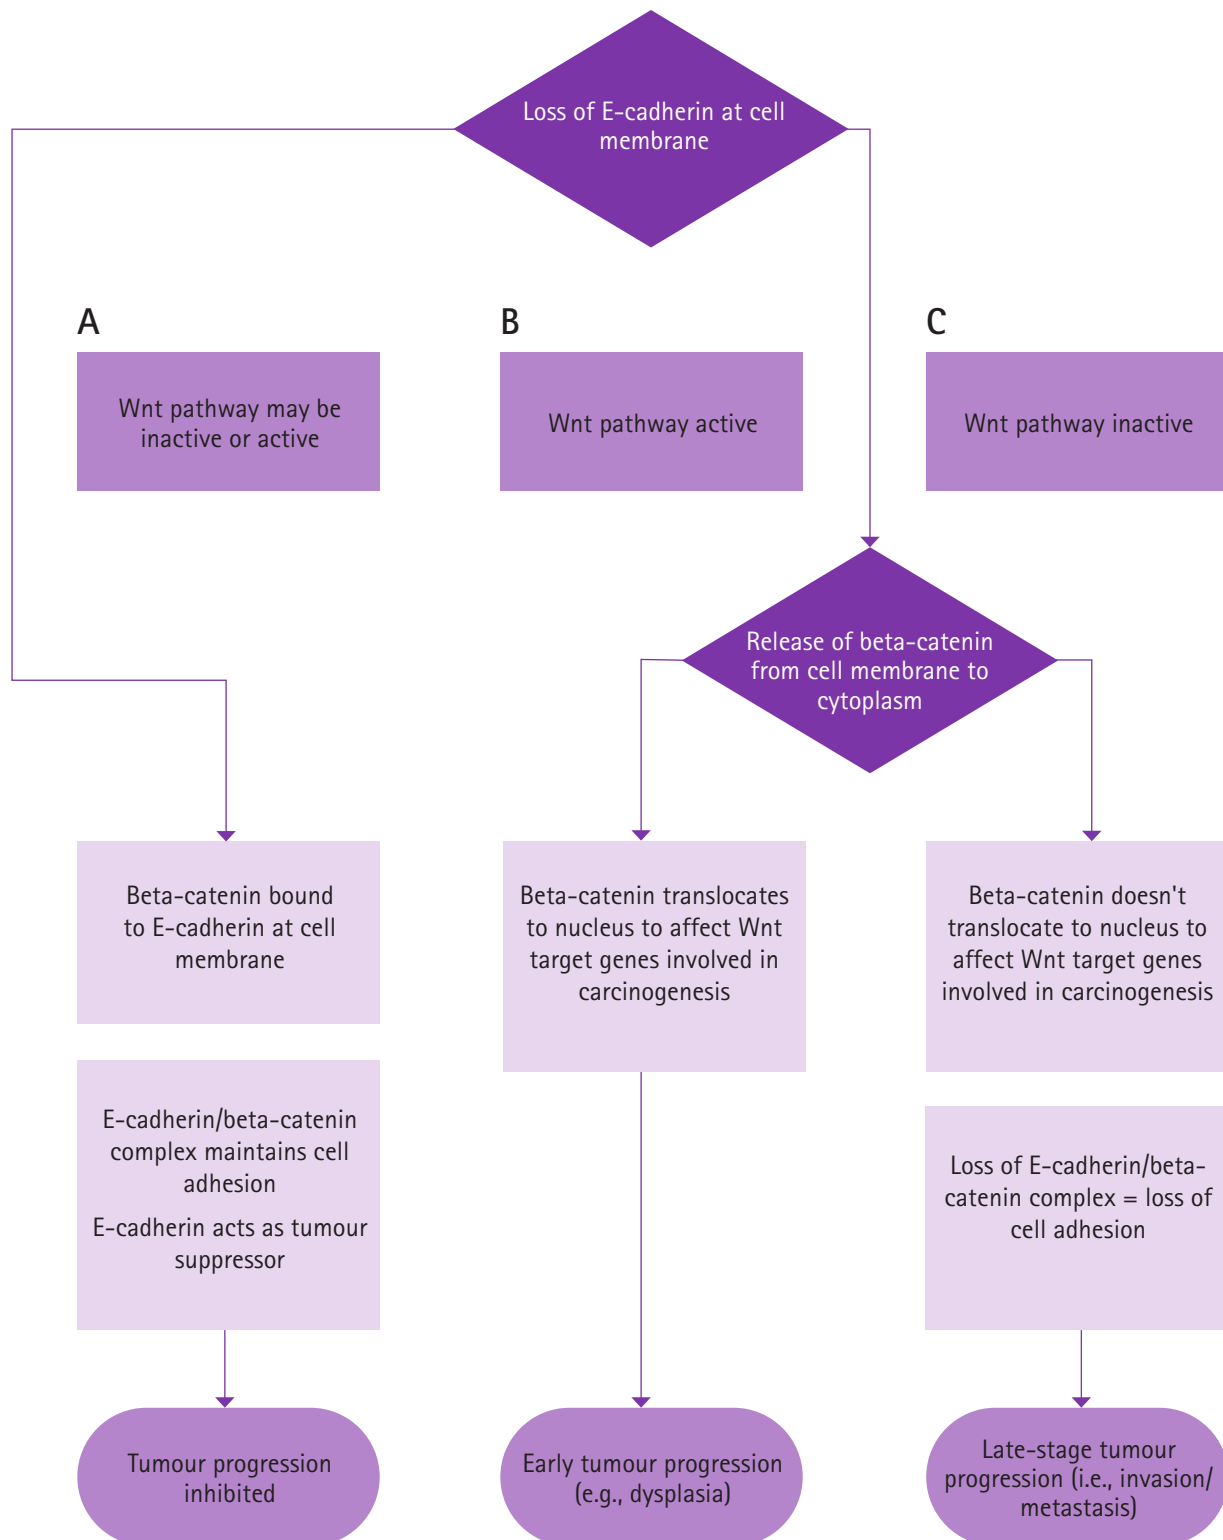 Loss of E-cadherin at cell
membrane
A
B
C
Wnt pathway may be
inactive or active
Wnt pathway active
Wnt pathway inactive
Release of beta-catenin
from cell membrane to
cytoplasm
Beta-catenin bound
to E-cadherin at cell
membrane
Beta-catenin translocates
to nucleus to affect Wnt
target genes involved in
carcinogenesis
Beta-catenin doesn't
translocate to nucleus to
affect Wnt target genes
involved in carcinogenesis
E-cadherin/beta-catenin
complex maintains cell
adhesion
E-cadherin acts as tumour
suppressor
Loss of E-cadherin/beta-
catenin complex = loss of
cell adhesion
Tumour progression
inhibited
Early tumour progression
(e.g., dysplasia)
Late-stage tumour
progression (i.e., invasion/
metastasis)